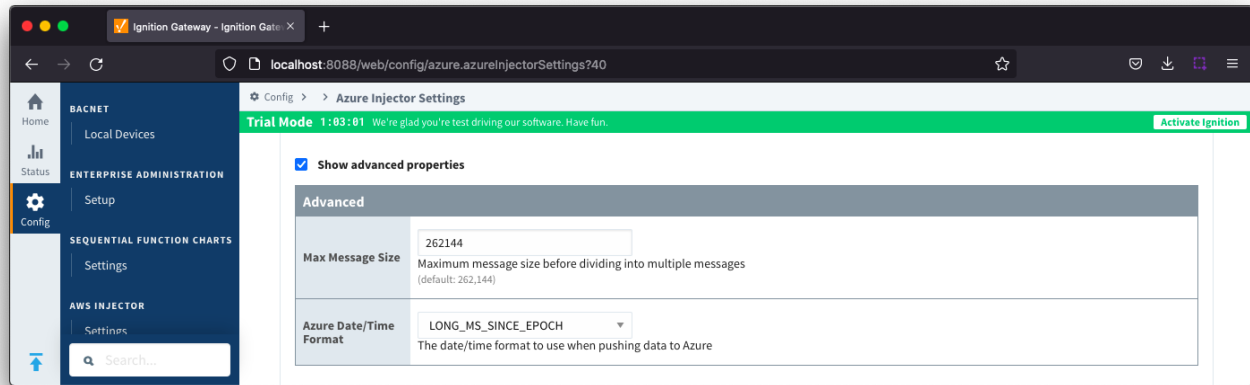 Ignition Gateway - Ignition Gate
localhost:8088/web/config/azure.azureInjectorSettings?40
Home
Status
Config
BACNET
Local Devices
ENTERPRISE ADMINISTRATION
Setup
SEQUENTIAL FUNCTION CHARTS
Settings
AWS INJECTOR
Settings
Search...
Config > > Azure Injector Settings
Trial Mode 1:03:01 We're glad you're test driving our software. Have fun. Activate Ignition
Show advanced properties
Advanced
Max Message Size
262144
Maximum message size before dividing into multiple messages
(default: 262,144)
Azure Date/Time
Format
LONG_MS_SINCE_EPOCH
The date/time format to use when pushing data to Azure